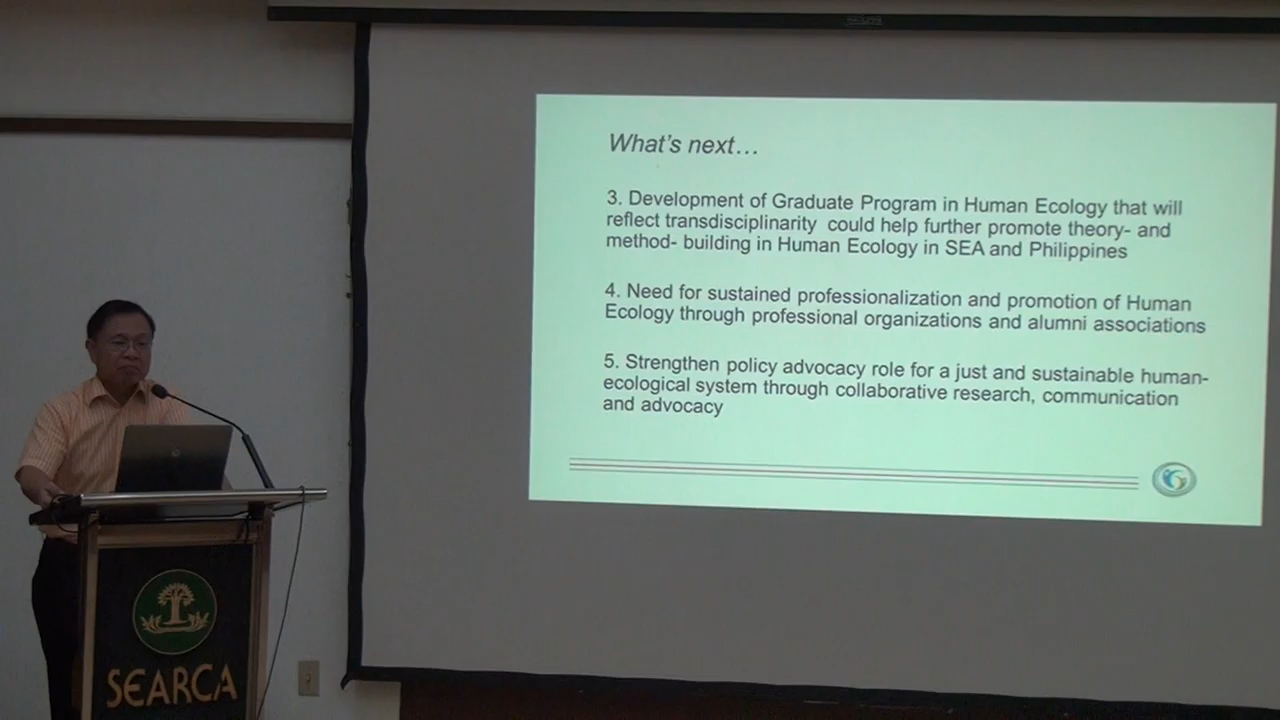 What's next…
3. Development of Graduate Program in Human Ecology that will
reflect transdisciplinarity could help further promote theory- and
method- building in Human Ecology in SEA and Philippines
4. Need for sustained professionalization and promotion of Human
Ecology through professional organizations and alumni associations
5. Strengthen policy advocacy role for a just and sustainable human-
ecological system through collaborative research, communication
and advocacy
SEARCA